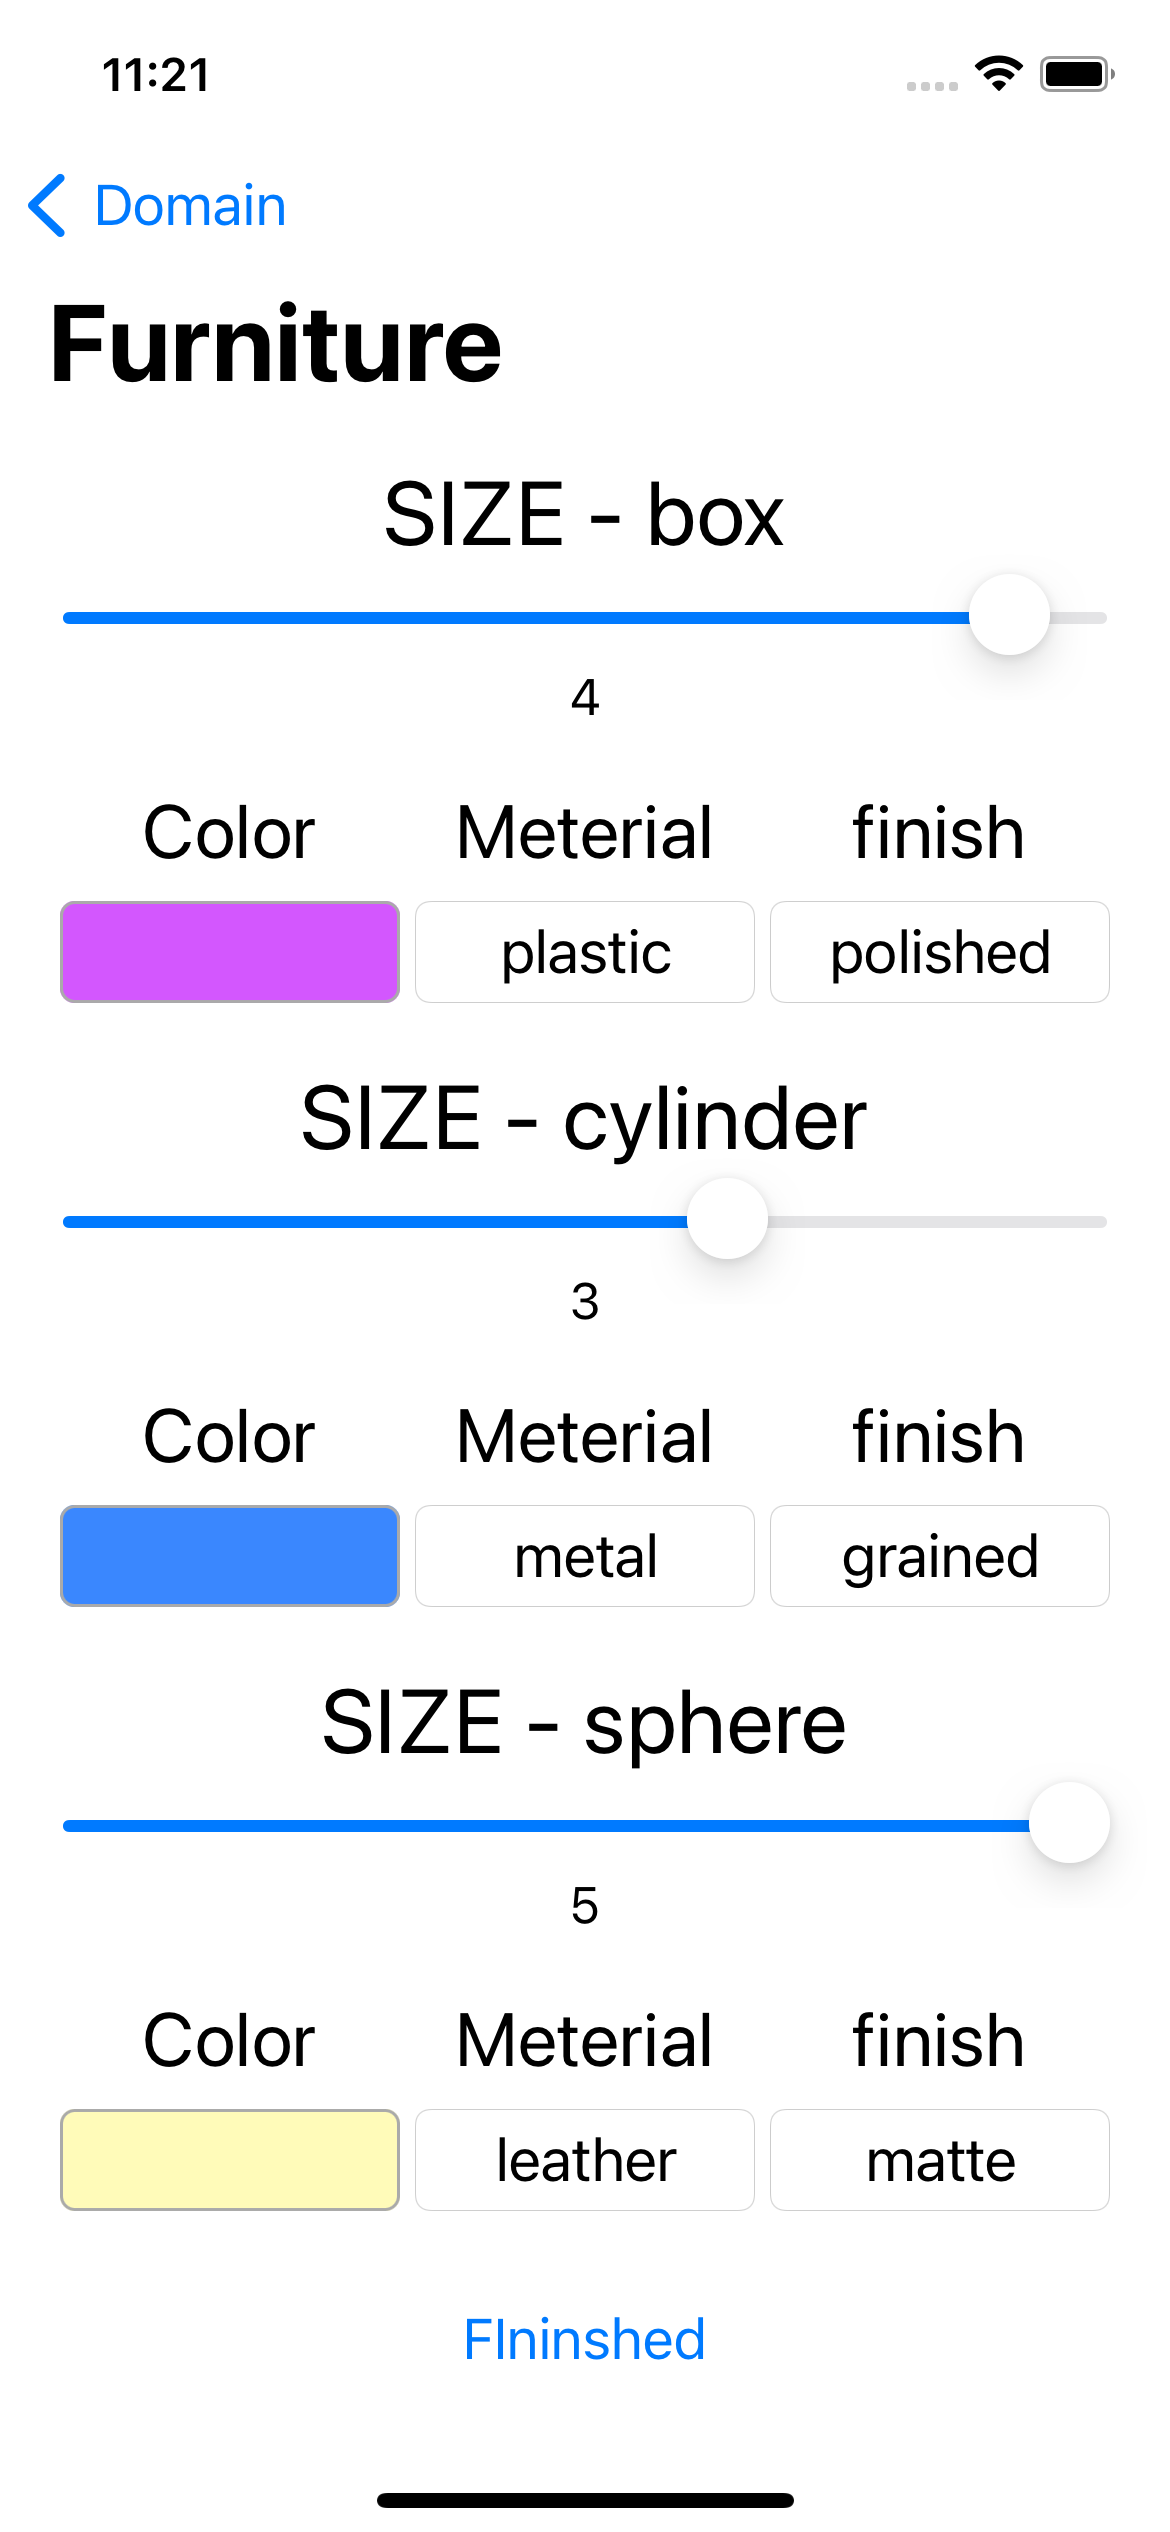 11:21
Domain
Furniture
SIZE - box
4
Color Meterial finish
plastic polished
SIZE - cylinder
3
Color Meterial finish
metal grained
SIZE - sphere
5
Color Meterial finish
leather matte
FIninshed